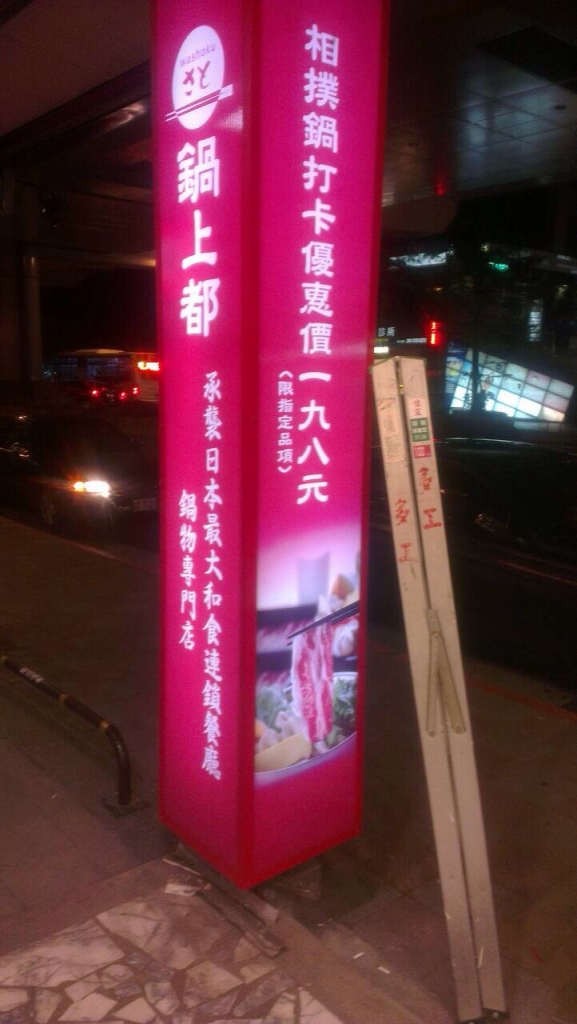 washoku
さと
鍋上都
承襲日本最大和食連鎖餐廳
鍋物專門店
相撲鍋打卡優惠價一九八元
(限指定品項)